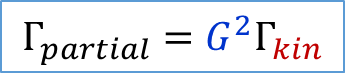 Γ_partial = G²Γ_kin